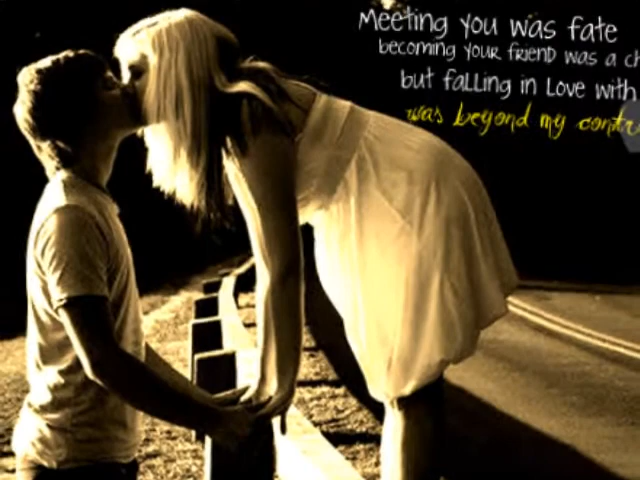 Meeting you was fate
becoming your friend was a
but falling in love with
was beyond my